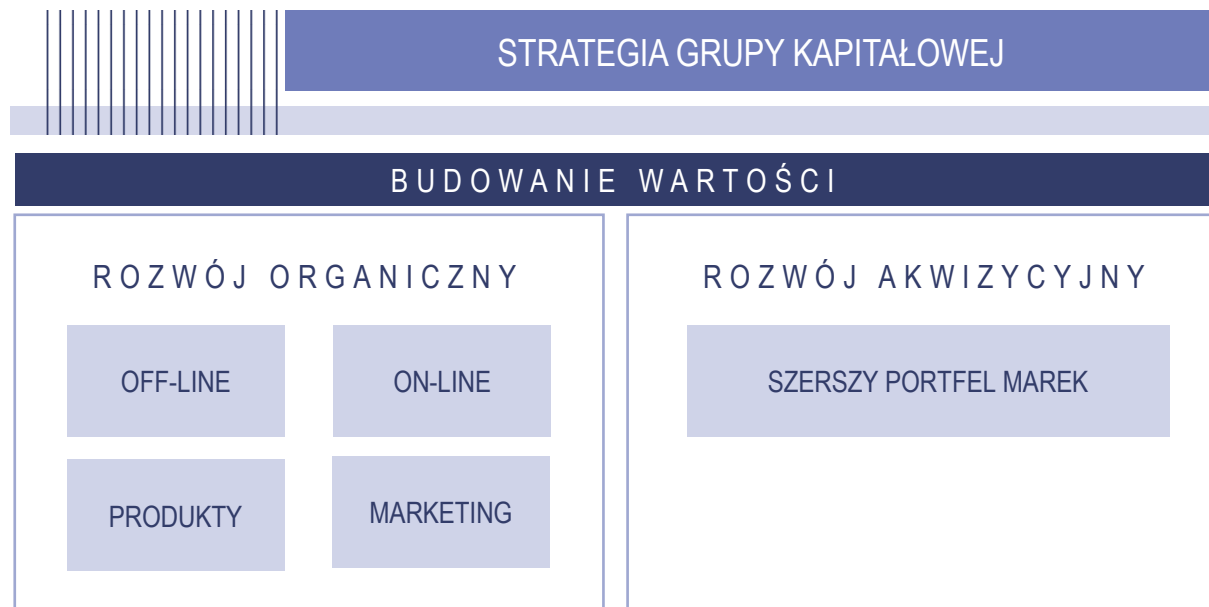 STRATEGIA GRUPY KAPITAŁOWEJ
BUDOWANIE WARTOŚCI
ROZWÓJ ORGANICZNY
OFF-LINE
ON-LINE
PRODUKTY
MARKETING
ROZWÓJ AKWIZYCYJNY
SZERSZY PORTFEL MAREK